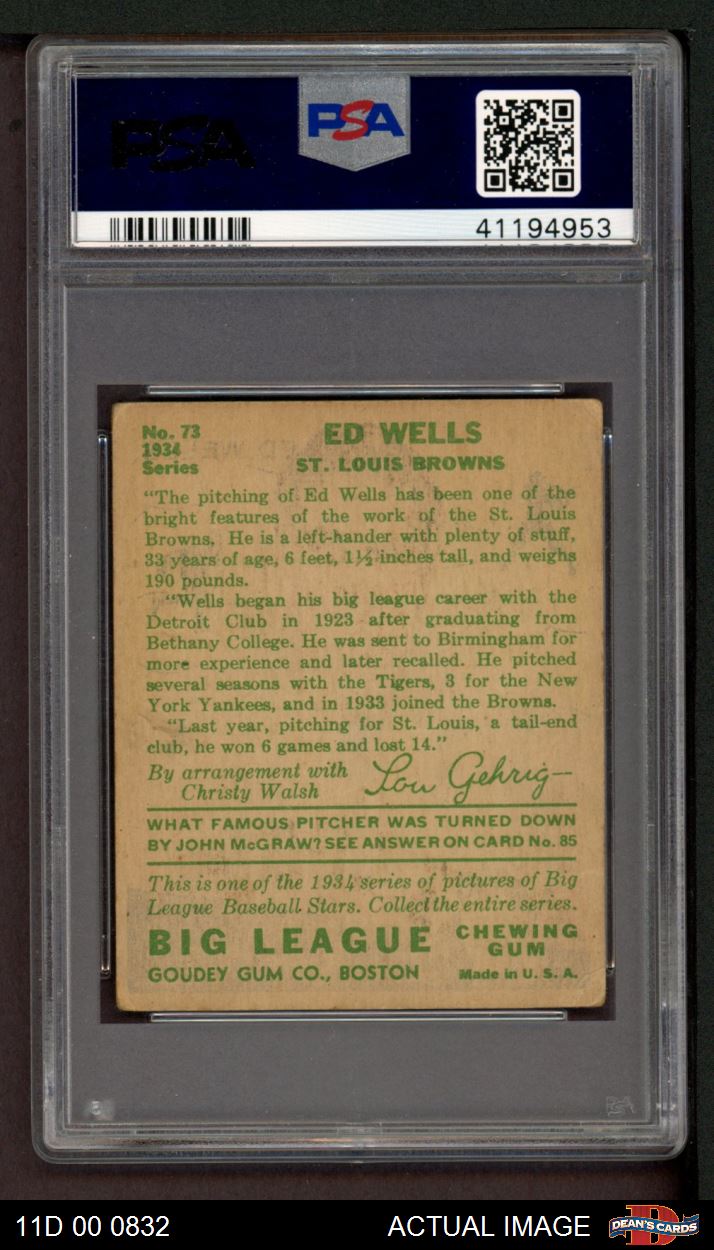 PSA
PSA
41194953
No. 73
1934
Series
ED WELLS
ST. LOUIS BROWNS
"The pitching of Ed Wells has been one of the
bright features of the work of the St. Louis
Browns. He is a left-hander with plenty of stuff,
33 years of age, 6 feet, 1½ inches tall, and weighs
190 pounds.
"Wells began his big league career with the
Detroit Club in 1923 after graduating from
Bethany College. He was sent to Birmingham for
more experience and later recalled. He pitched
several seasons with the Tigers, 3 for the New
York Yankees, and in 1933 joined the Browns.
"Last year, pitching for St. Louis, a tail-end
club, he won 6 games and lost 14."
By arrangement with
Christy Walsh
Lou Gehrig
WHAT FAMOUS PITCHER WAS TURNED DOWN
BY JOHN McGRAW? SEE ANSWER ON CARD No. 85
This is one of the 1934 series of pictures of Big
League Baseball Stars. Collect the entire series.
BIG LEAGUE CHEWING GUM
GOUDEY GUM CO., BOSTON Made in U. S. A.
PSA
11D 00 0832 ACTUAL IMAGE DEAN'S CARDS